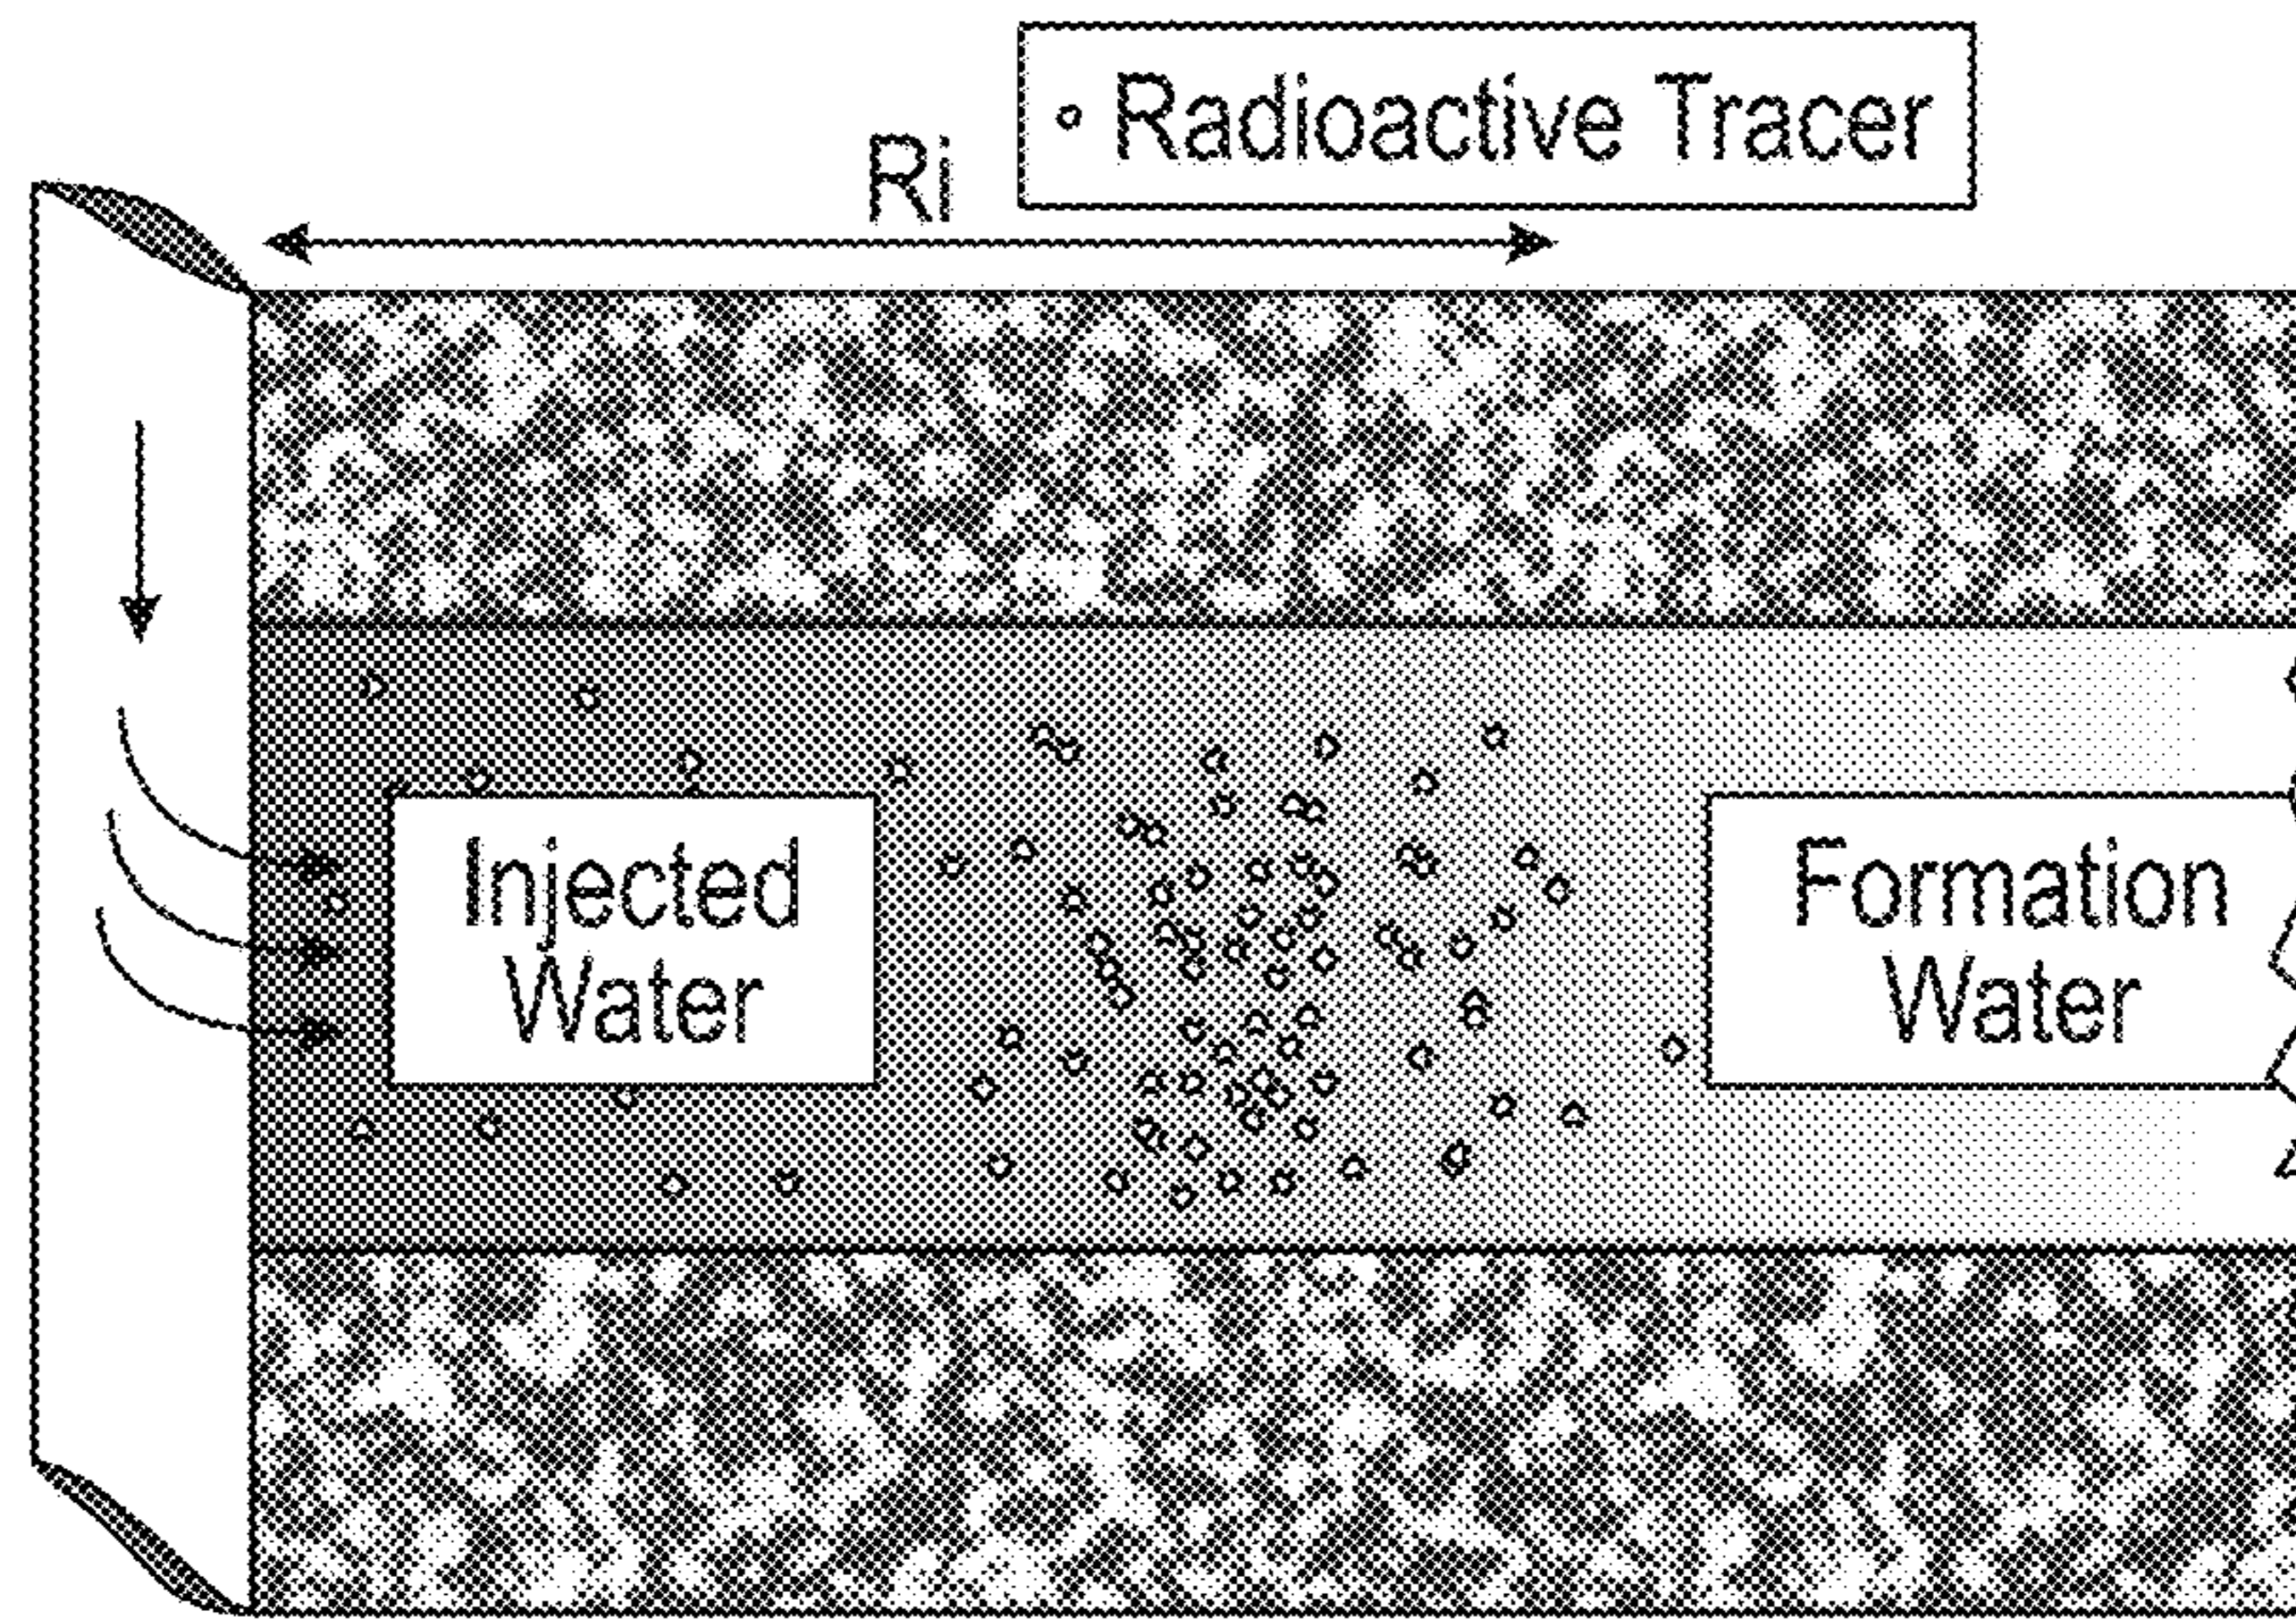 Radioactive Tracer
Ri
Injected
Water
Formation
Water